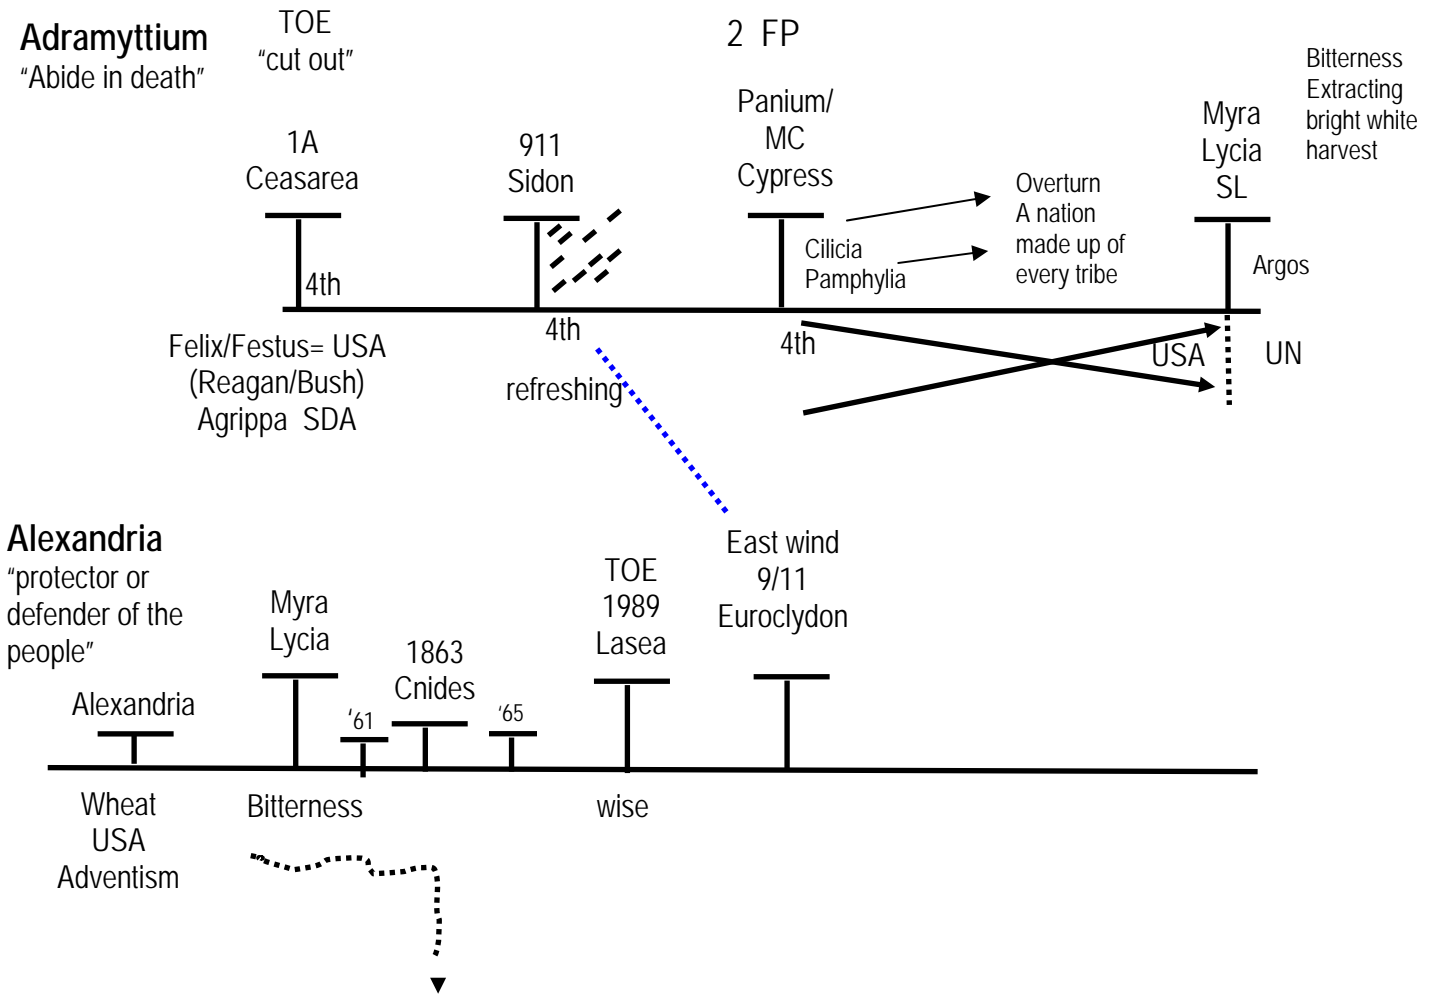 Adramyttium
“Abide in death”
TOE
“cut out”
2 FP
Bitterness
Extracting
bright white
harvest
1A
Ceasarea
911
Sidon
Panium/
MC
Cypress
Myra
Lycia
SL
Overturn
A nation
made up of
every tribe
Cilicia
Pamphylia
Argos
4th
4th
4th
USA
UN
Felix/Festus= USA
(Reagan/Bush)
Agrippa SDA
refreshing
Alexandria
“protector or
defender of the
people”
East wind
9/11
Euroclydon
TOE
1989
Lasea
Myra
Lycia
1863
Cnides
Alexandria
‘61
‘65
Wheat
USA
Adventism
Bitterness
wise